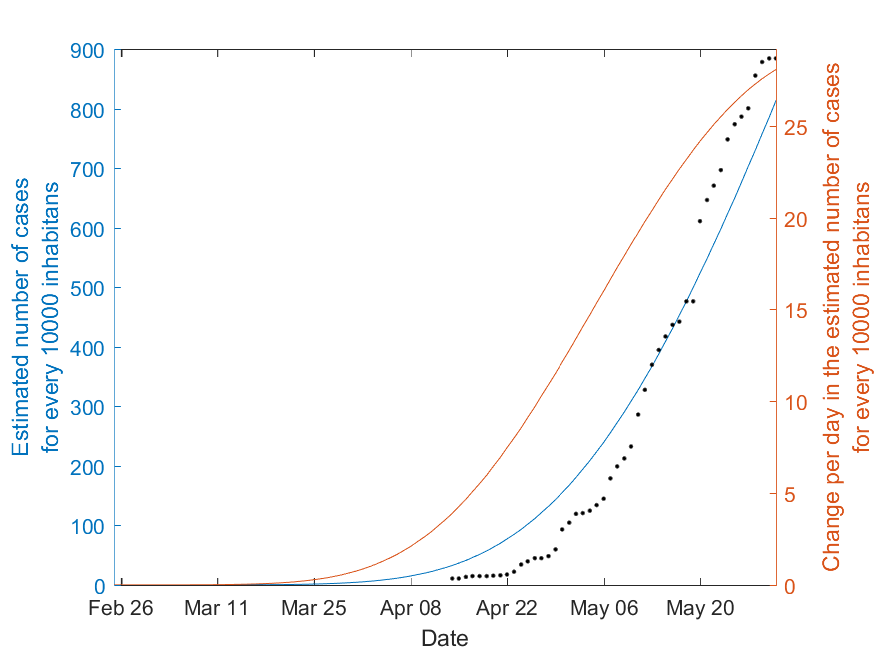 Estimated number of cases
for every 10000 inhabitans
900
800
700
600
500
400
300
200
100
0
25
20
15
10
5
0
Change per day in the estimated number of cases
for every 10000 inhabitans
Feb 26 Mar 11 Mar 25 Apr 08 Apr 22 May 06 May 20
Date